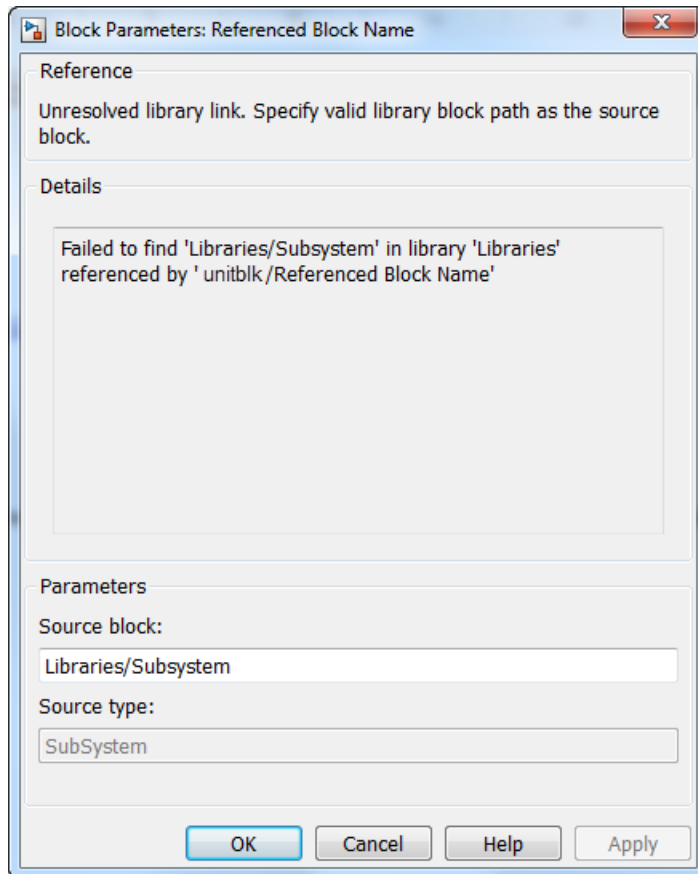 Block Parameters: Referenced Block Name
Reference
Unresolved library link. Specify valid library block path as the source
block.
Details
Failed to find 'Libraries/Subsystem' in library 'Libraries'
referenced by ' unitblk/Referenced Block Name'
Parameters
Source block:
Libraries/Subsystem
Source type:
SubSystem
OK Cancel Help Apply